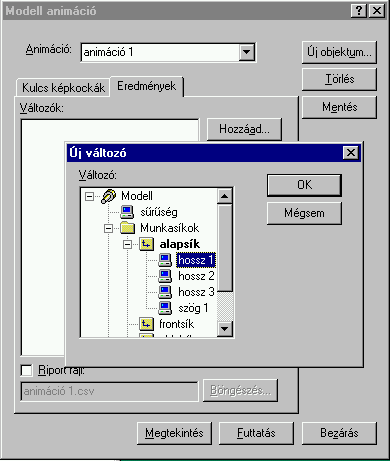 Modell animáció
Animáció:
animáció 1
Új objektum...
Törlés
Mentés
Kulcs képkockák
Eredmények
Változók:
Hozzáad...
Új változó
Változó:
OK
Mégsem
Modell
sűrűség
Munkasíkok
alapsík
hossz 1
hossz 2
hossz 3
szög 1
frontsík
Riport fájl:
animáció 1.csv
Böngészés...
Megtekintés
Futtatás
Bezárás